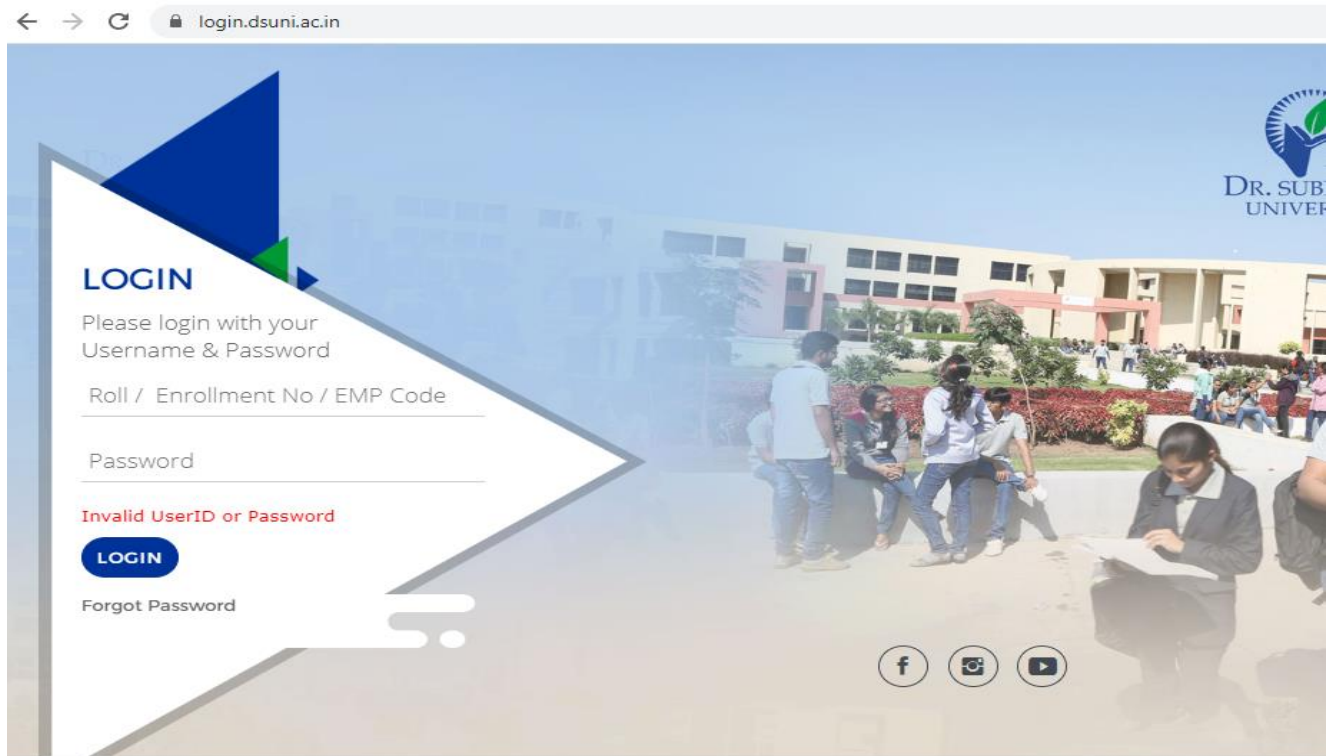 login.dsuni.ac.in
DR. SUB
UNIVER
LOGIN
Please login with your
Username & Password
Roll / Enrollment No / EMP Code
Password
Invalid UserID or Password
LOGIN
Forgot Password